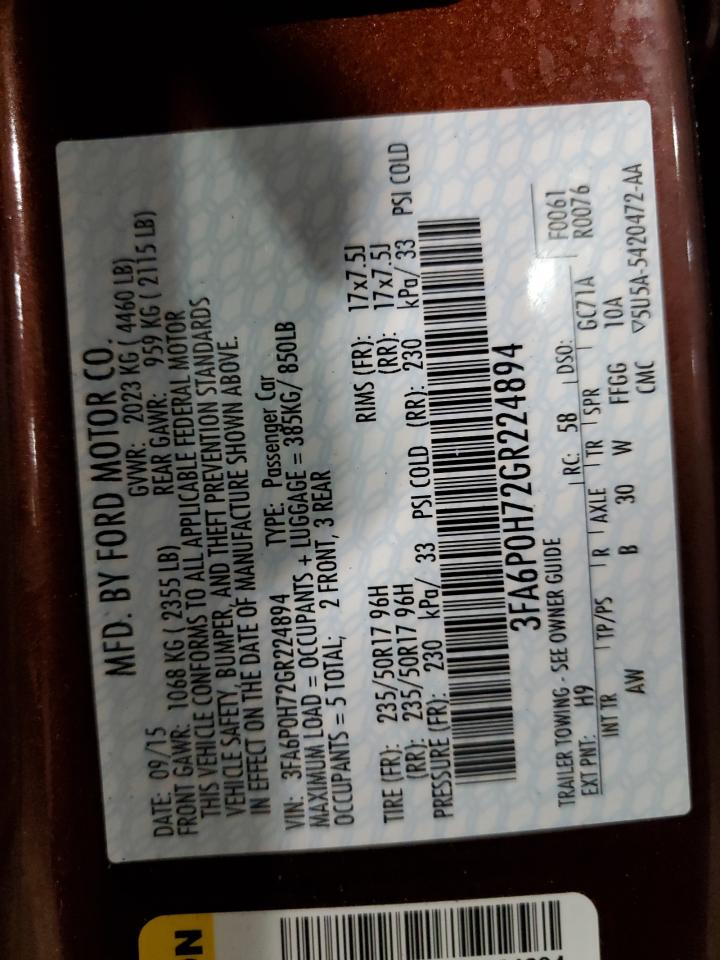 MFD. BY FORD MOTOR CO.
DATE: 09/15 GVWR: 2023 KG ( 4460 LB)
FRONT GAWR: 1068 KG ( 2355 LB) REAR GAWR: 959 KG ( 2115 LB)
THIS VEHICLE CONFORMS TO ALL APPLICABLE FEDERAL MOTOR
VEHICLE SAFETY, BUMPER, AND THEFT PREVENTION STANDARDS
IN EFFECT ON THE DATE OF MANUFACTURE SHOWN ABOVE.
VIN: 3FA6P0H72GR224894 TYPE: Passenger Car
MAXIMUM LOAD = OCCUPANTS + LUGGAGE = 385KG/ 850LB
OCCUPANTS = 5 TOTAL; 2 FRONT, 3 REAR
TIRE (FR): 235/50R17 96H RIMS (FR): 17x7.5J
(RR): 235/50R17 96H (RR): 17x7.5J
PRESSURE (FR): 230 kPa/ 33 PSI COLD (RR): 230 kPa/ 33 PSI COLD
3FA6P0H72GR224894
TRAILER TOWING - SEE OWNER GUIDE
EXT PNT: H9 RC: 58 DSO: F0061
R0076
INT TR TP/PS R AXLE TR SPR GC71A
AW B 30 W FFGG 10A
CMC ▽5U5A-5420472-AA